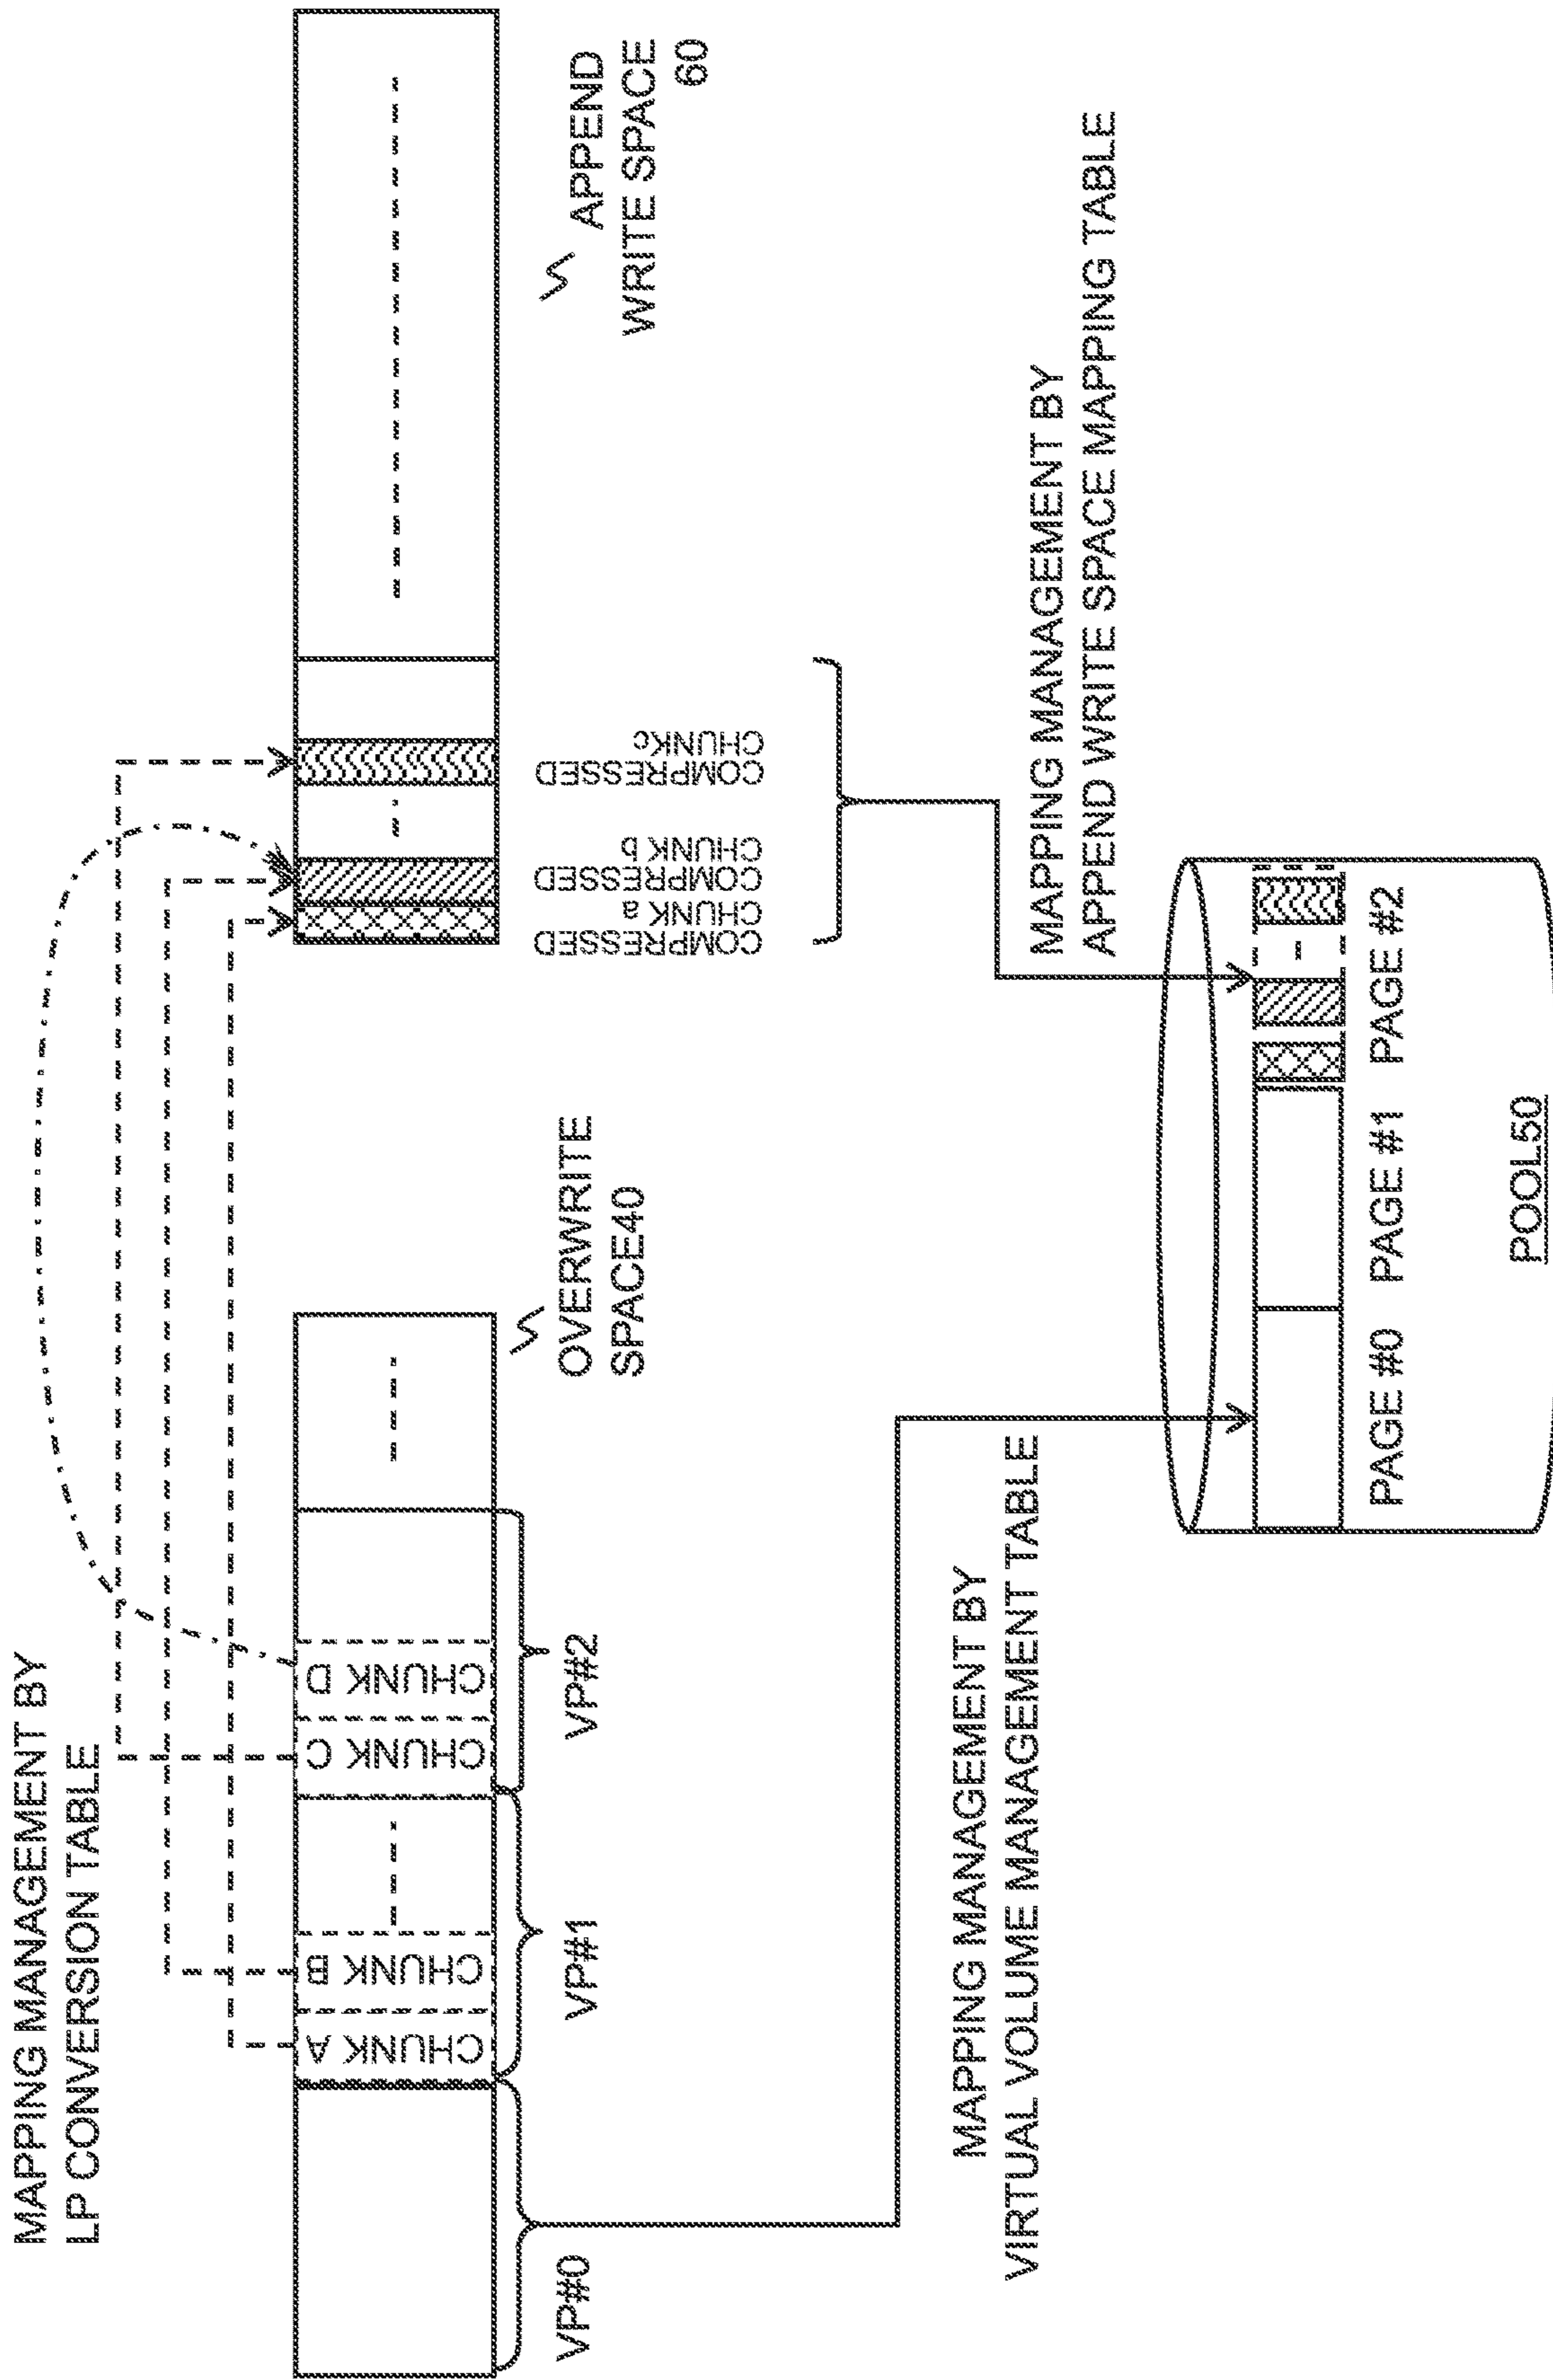 MAPPING MANAGEMENT BY
LP CONVERSION TABLE
CHUNK A
CHUNK B
CHUNK C
CHUNK D
VP#0
VP#1
VP#2
OVERWRITE
SPACE40
COMPRESSED
CHUNK a
COMPRESSED
CHUNK b
COMPRESSED
CHUNKc
APPEND
WRITE SPACE
60
MAPPING MANAGEMENT BY
VIRTUAL VOLUME MANAGEMENT TABLE
MAPPING MANAGEMENT BY
APPEND WRITE SPACE MAPPING TABLE
PAGE #0
PAGE #1
PAGE #2
POOL50